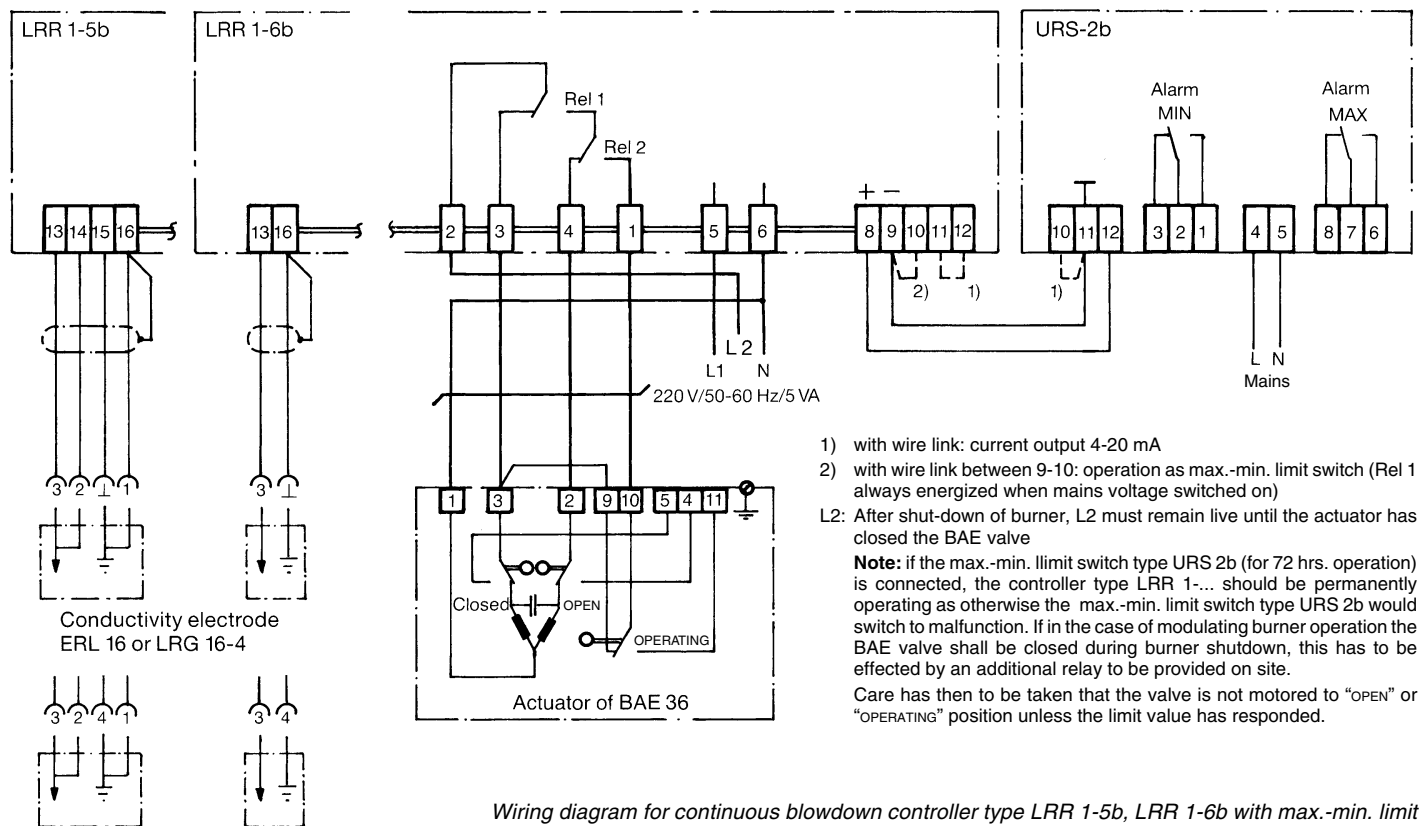 LRR 1-5b
LRR 1-6b
URS-2b
Rel 1
Rel 2
Alarm
MIN
Alarm
MAX
13 14 15 16
13 16
2 3 4 1 5 6
+ −
8 9 10 11 12
10 11 12
3 2 1
4 5
8 7 6
2)
1)
1)
L 2
L1 N
L N
Mains
220 V/50-60 Hz/5 VA
3 2 ⊥ 1
3 ⊥
1 3 2 9 10 5 4 11
Closed
OPEN
OPERATING
Actuator of BAE 36
Conductivity electrode
ERL 16 or LRG 16-4
3 2 4 1
3 4
1) with wire link: current output 4-20 mA
2) with wire link between 9-10: operation as max.-min. limit switch (Rel 1
always energized when mains voltage switched on)
L2: After shut-down of burner, L2 must remain live until the actuator has
closed the BAE valve
Note: if the max.-min. llimit switch type URS 2b (for 72 hrs. operation)
is connected, the controller type LRR 1-... should be permanently
operating as otherwise the max.-min. limit switch type URS 2b would
switch to malfunction. If in the case of modulating burner operation the
BAE valve shall be closed during burner shutdown, this has to be
effected by an additional relay to be provided on site.
Care has then to be taken that the valve is not motored to “OPEN” or
“OPERATING” position unless the limit value has responded.
Wiring diagram for continuous blowdown controller type LRR 1-5b, LRR 1-6b with max.-min. limit